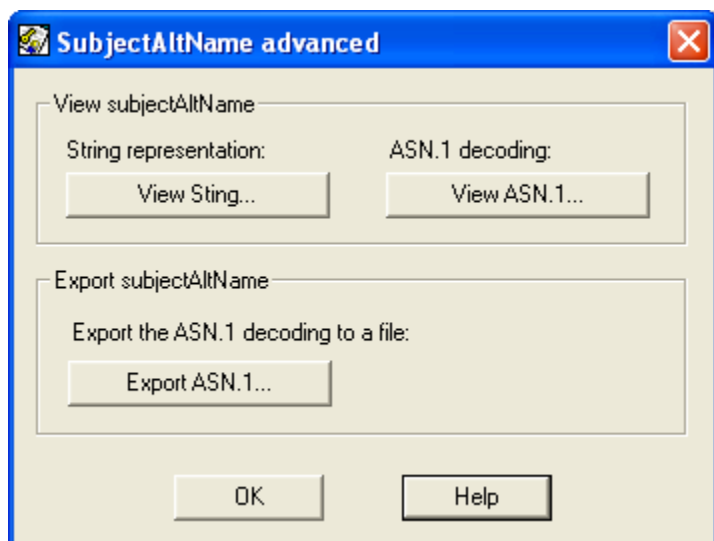 SubjectAltName advanced
View subjectAltName
String representation: ASN.1 decoding:
View Sting... View ASN.1...
Export subjectAltName
Export the ASN.1 decoding to a file:
Export ASN.1...
OK Help